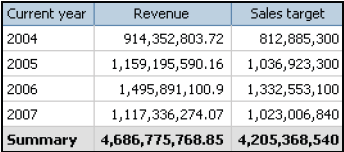 Current year Revenue Sales target
2004 914,352,803.72 812,885,300
2005 1,159,195,590.16 1,036,923,300
2006 1,495,891,100.9 1,332,553,100
2007 1,117,336,274.07 1,023,006,840
Summary 4,686,775,768.85 4,205,368,540